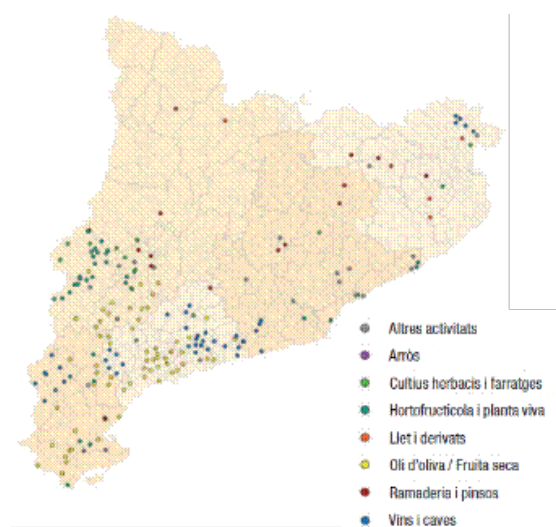 Altres activitats
Arròs
Cultius herbacis i farratges
Hortofructícola i planta viva
Llet i derivats
Oli d'oliva / Fruita seca
Ramaderia i pinsos
Vins i caves